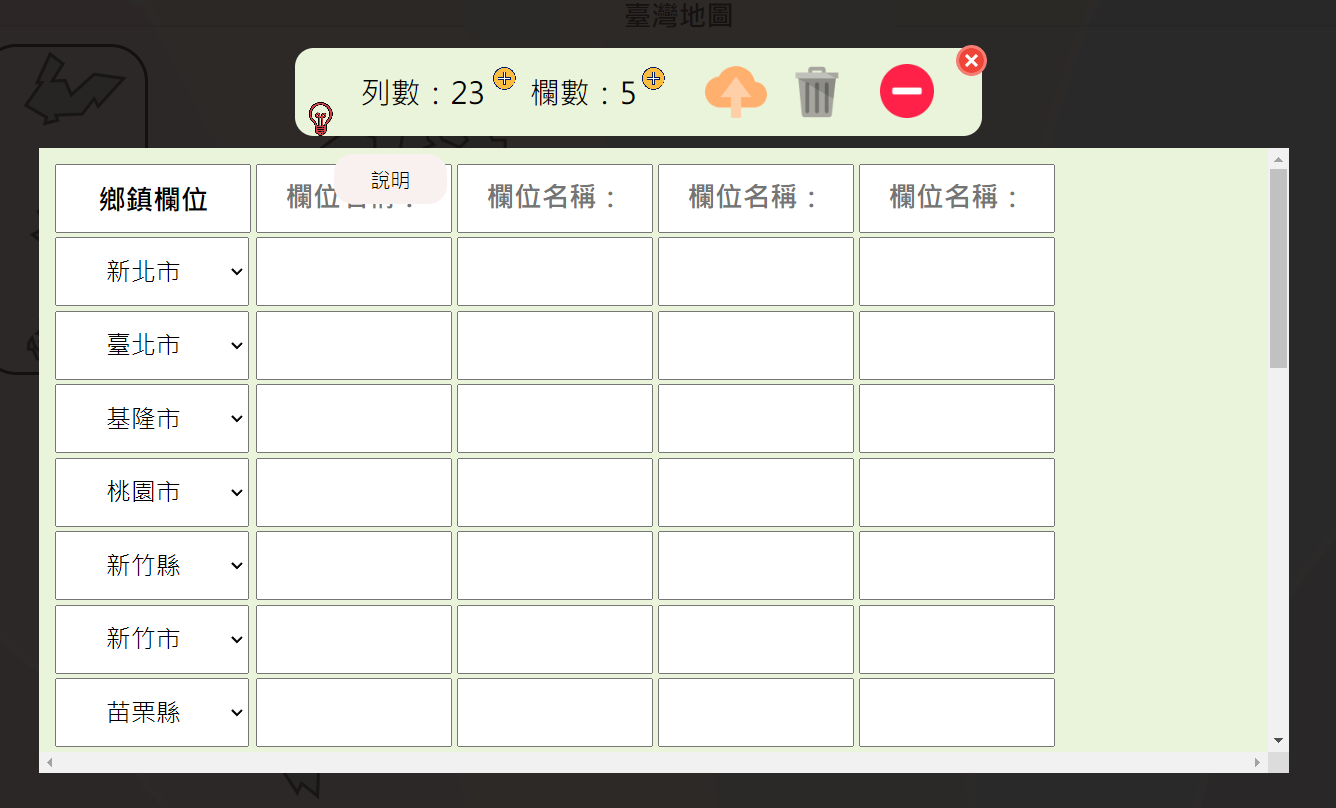 臺灣地圖
列數：23 欄數：5
說明
鄉鎮欄位 欄位名稱： 欄位名稱： 欄位名稱： 欄位名稱：
新北市
臺北市
基隆市
桃園市
新竹縣
新竹市
苗栗縣